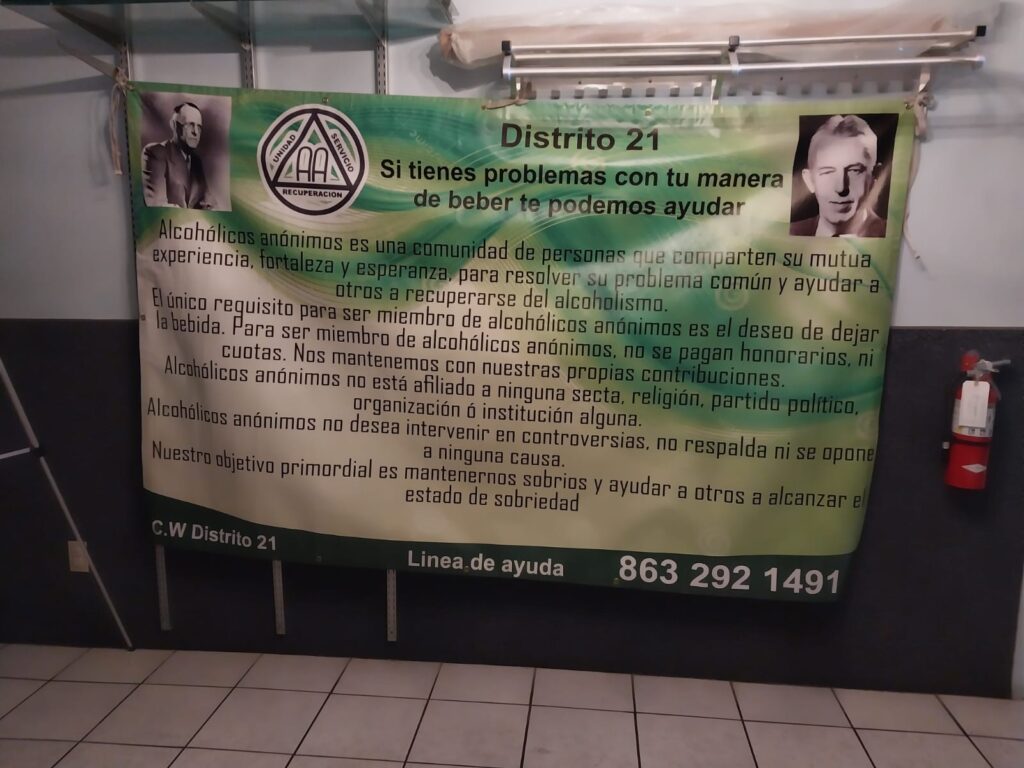 UNIDAD SERVICIO
AA
RECUPERACIÓN
Distrito 21
Si tienes problemas con tu manera
de beber te podemos ayudar
Alcohólicos anónimos es una comunidad de personas que comparten su mutua
experiencia, fortaleza y esperanza, para resolver su problema común y ayudar a
otros a recuperarse del alcoholismo.
El único requisito para ser miembro de alcohólicos anónimos es el deseo de dejar
la bebida. Para ser miembro de alcohólicos anónimos, no se pagan honorarios, ni
cuotas. Nos mantenemos con nuestras propias contribuciones.
Alcohólicos anónimos no está afiliado a ninguna secta, religión, partido político,
organización ó institución alguna.
Alcohólicos anónimos no desea intervenir en controversias, no respalda ni se opone
a ninguna causa.
Nuestro objetivo primordial es mantenernos sobrios y ayudar a otros a alcanzar el
estado de sobriedad
C.W Distrito 21
Linea de ayuda
863 292 1491